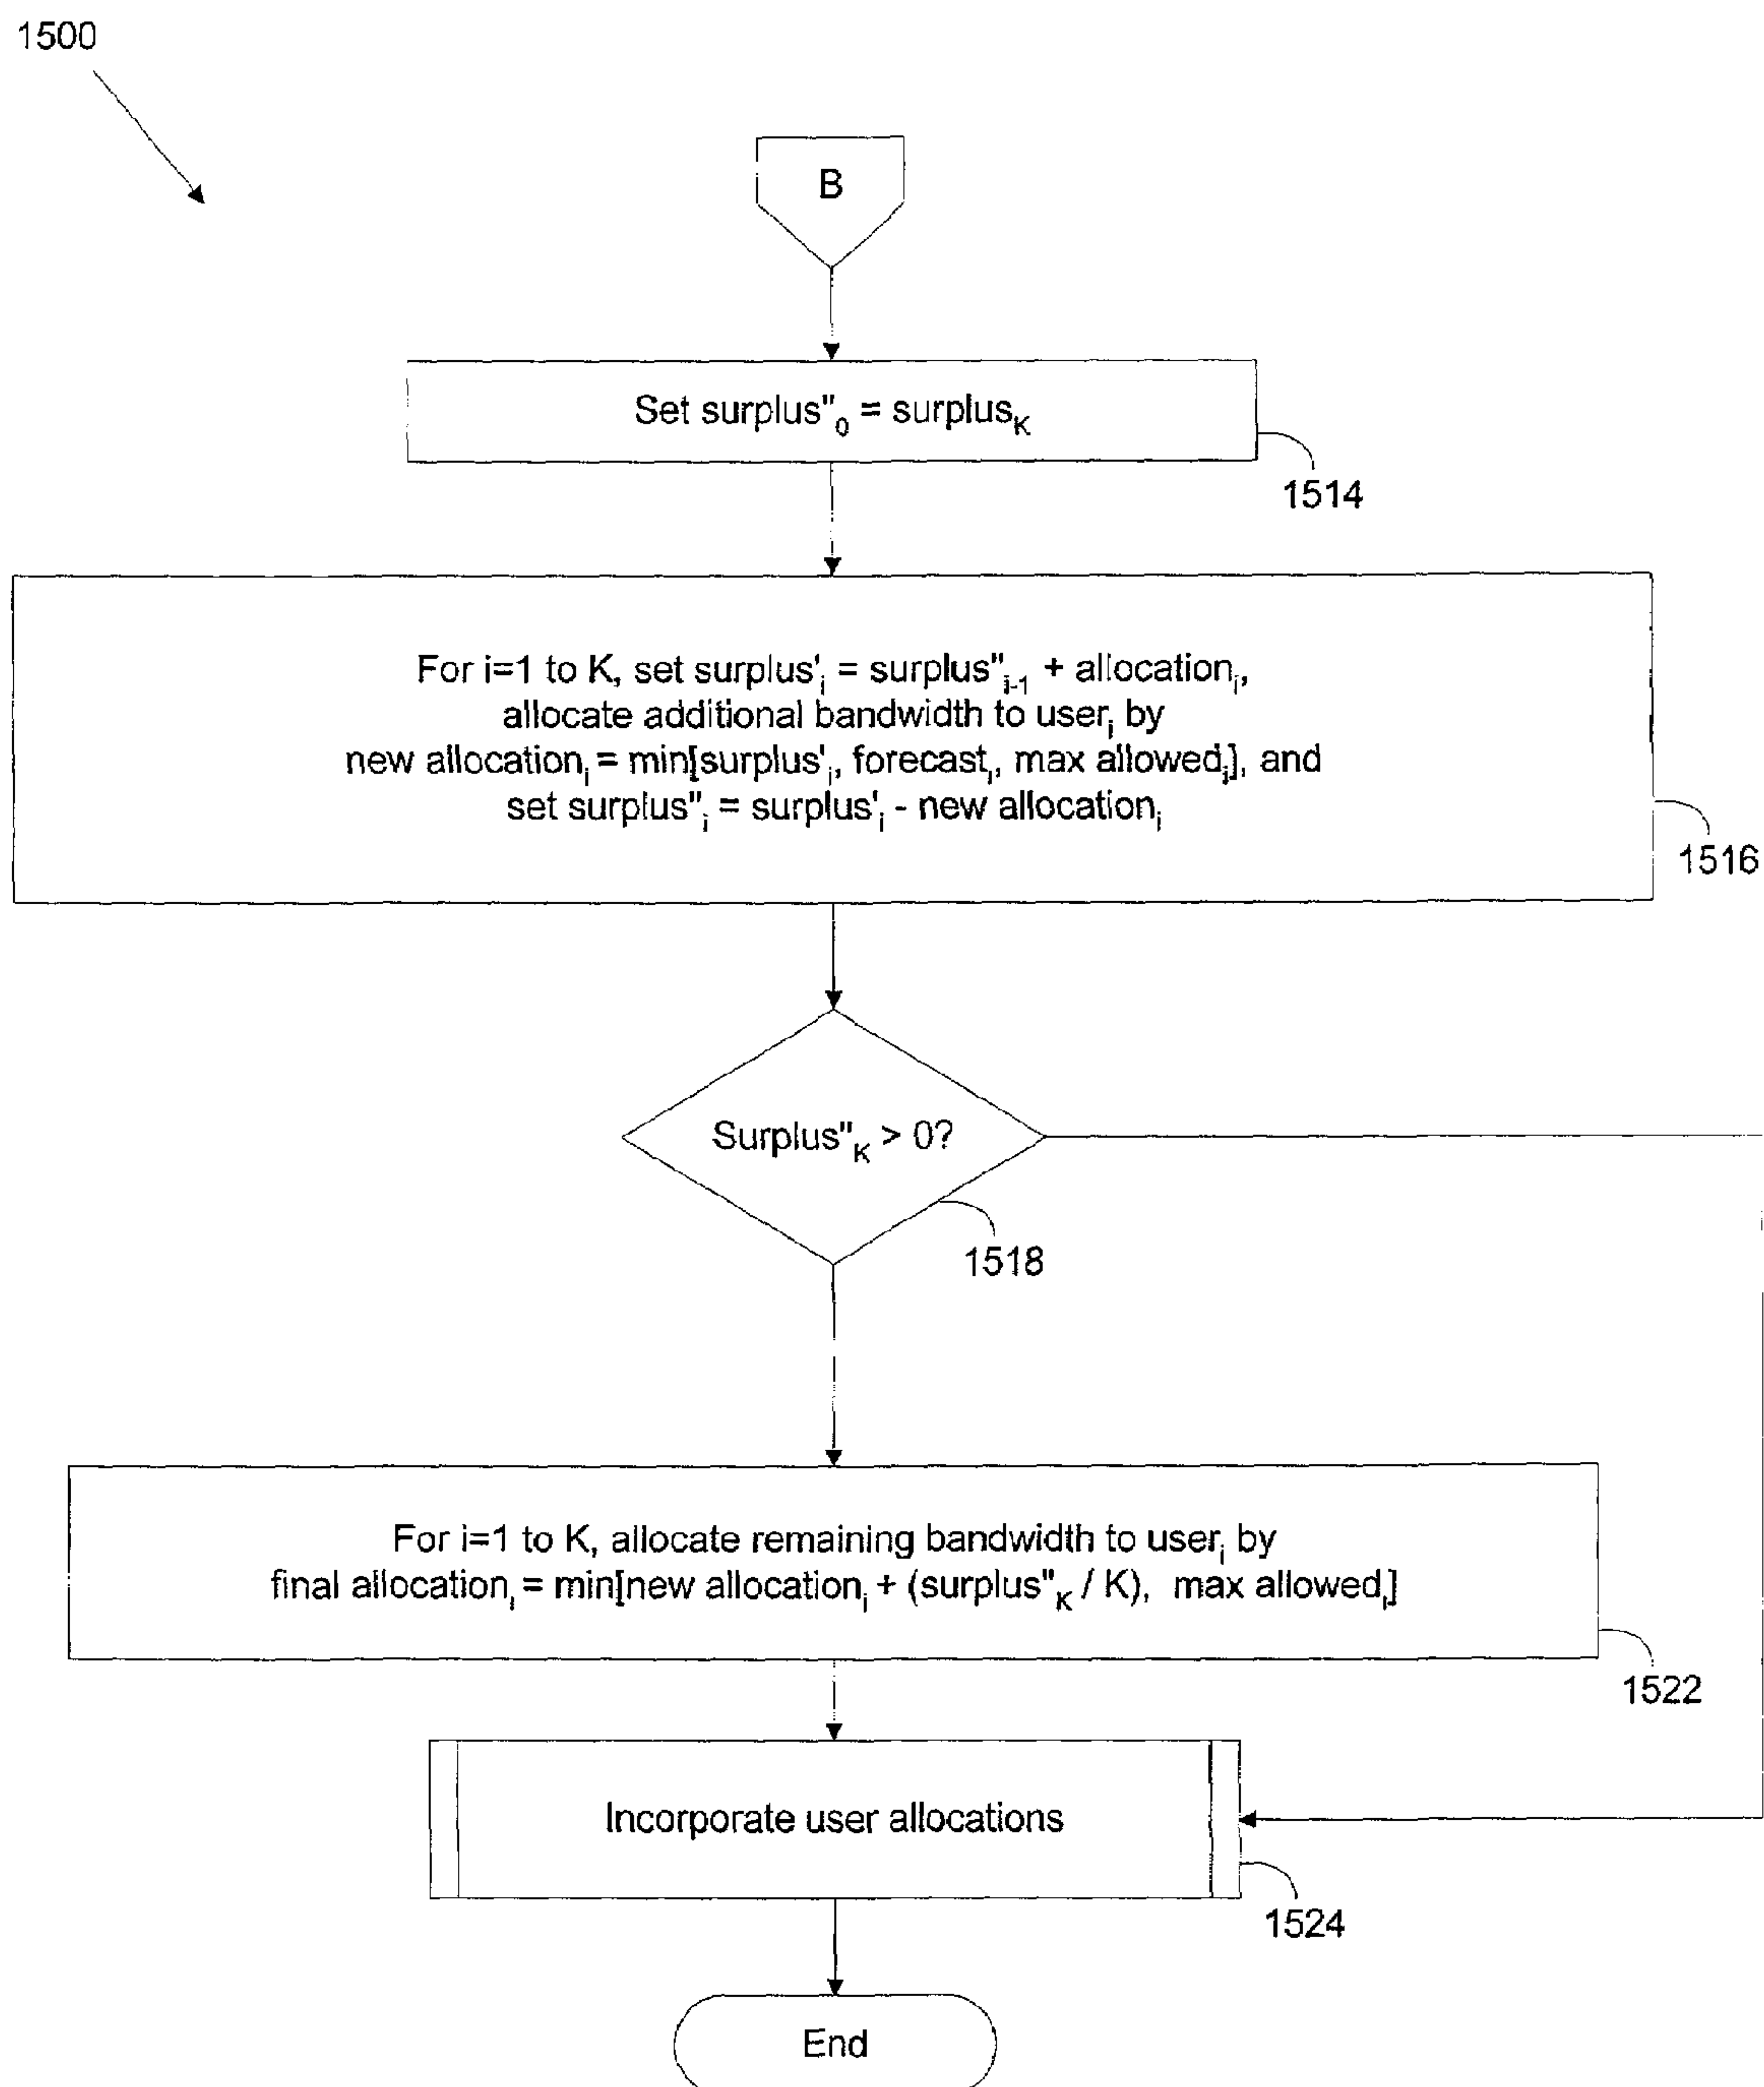 1500
B
Set surplus"₀ = surplus_K
1514
For i=1 to K, set surplus'ᵢ = surplus"ᵢ₋₁ + allocationᵢ,
allocate additional bandwidth to userᵢ by
new allocationᵢ = min[surplus'ᵢ, forecastᵢ, max allowedᵢ], and
set surplus"ᵢ = surplus'ᵢ - new allocationᵢ
1516
Surplus"_K > 0?
1518
For i=1 to K, allocate remaining bandwidth to userᵢ by
final allocationᵢ = min[new allocationᵢ + (surplus"_K / K), max allowedᵢ]
1522
Incorporate user allocations
1524
End